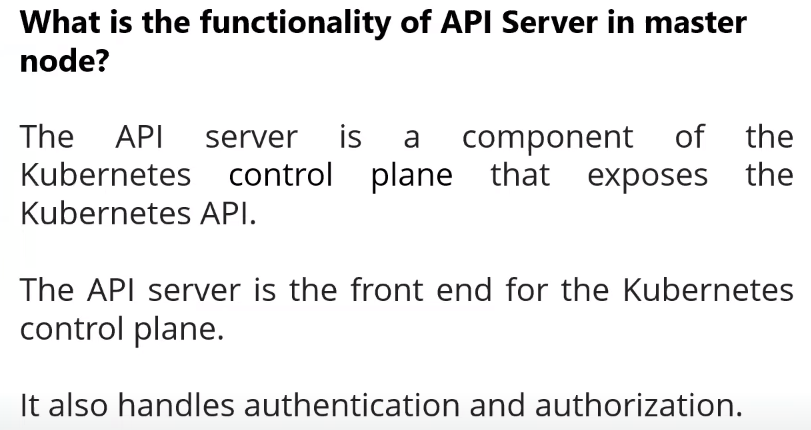 What is the functionality of API Server in master
node?
The API server is a component of the
Kubernetes control plane that exposes the
Kubernetes API.
The API server is the front end for the Kubernetes
control plane.
It also handles authentication and authorization.